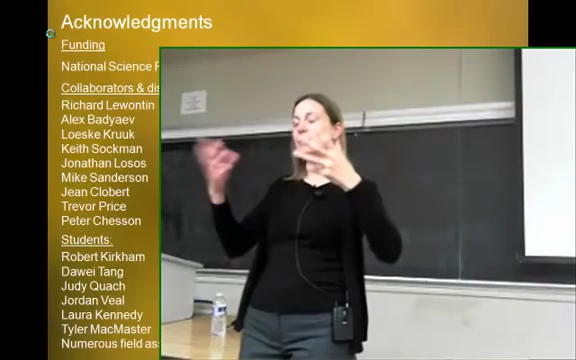 Acknowledgments
Funding
National Science
Collaborators &
Richard Lewontin
Alex Badyaev
Loeske Kruuk
Keith Sockman
Jonathan Losos
Mike Sanderson
Jean Clobert
Trevor Price
Peter Chesson
Students:
Robert Kirkham
Dawei Tang
Judy Quach
Jordan Veal
Laura Kennedy
Tyler MacMaster
Numerous field